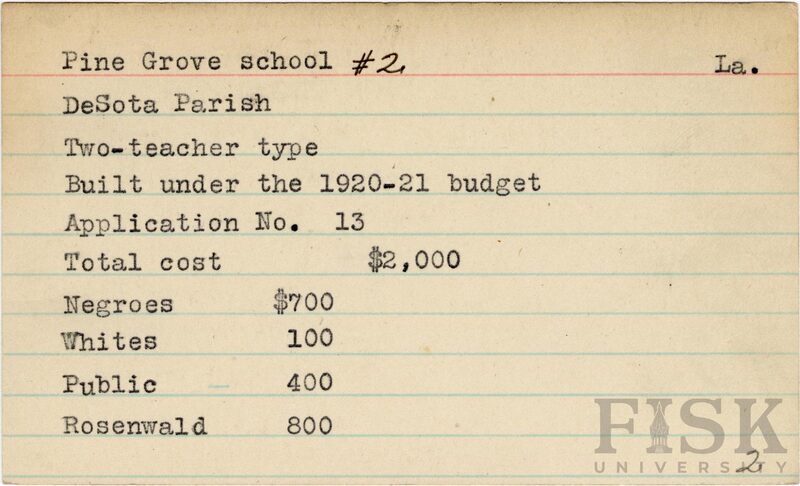 Pine Grove school #2 La.
DeSota Parish
Two-teacher type
Built under the 1920-21 budget
Application No. 13
Total cost $2,000
Negroes $700
Whites 100
Public 400
Rosenwald 800
FISK
UNIVERSITY
2